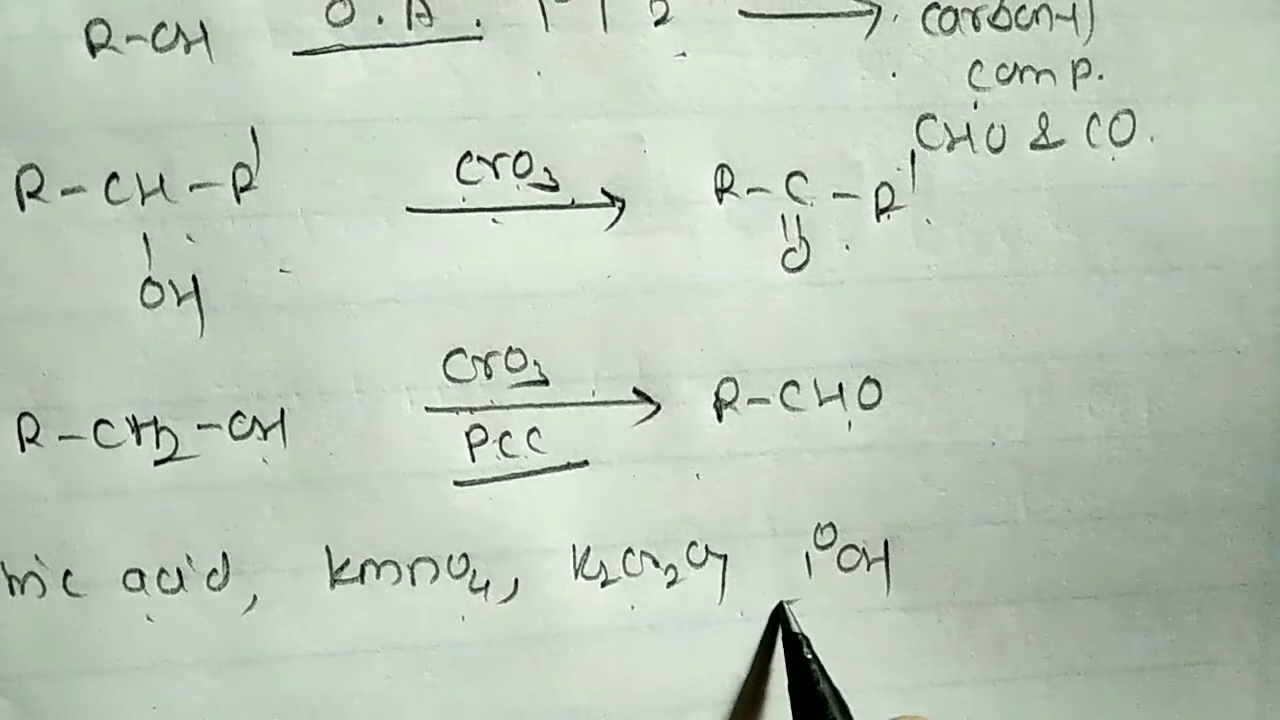 R-OH O.A. 1° 2 → carbonyl
comp.
CHO & CO.
R-CH-R' CrO3 → R-C-R'
OH O
CrO3
R-CH2-OH → R-CHO
PCC
mic acid, KMnO4, K2Cr2O7 1°OH